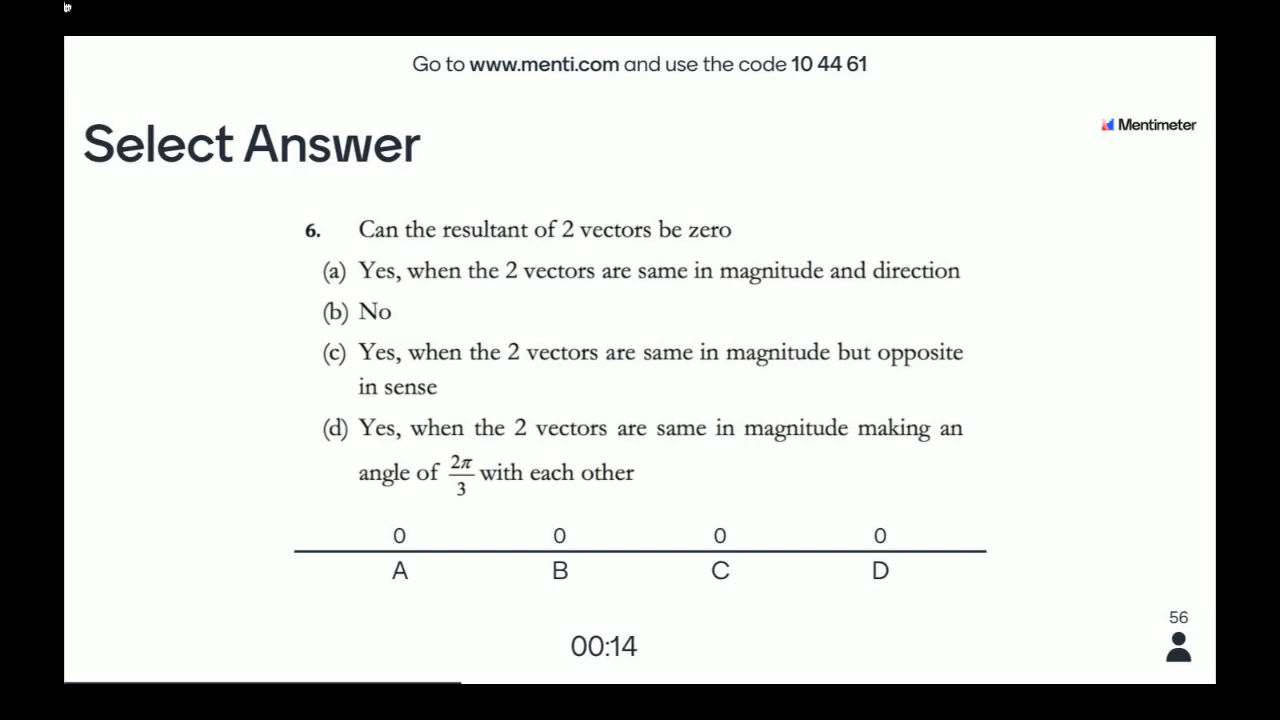 Go to www.menti.com and use the code 10 44 61
Mentimeter
Select Answer
6. Can the resultant of 2 vectors be zero
(a) Yes, when the 2 vectors are same in magnitude and direction
(b) No
(c) Yes, when the 2 vectors are same in magnitude but opposite
in sense
(d) Yes, when the 2 vectors are same in magnitude making an
angle of 2π/3 with each other
0 0 0 0
A B C D
56
00:14